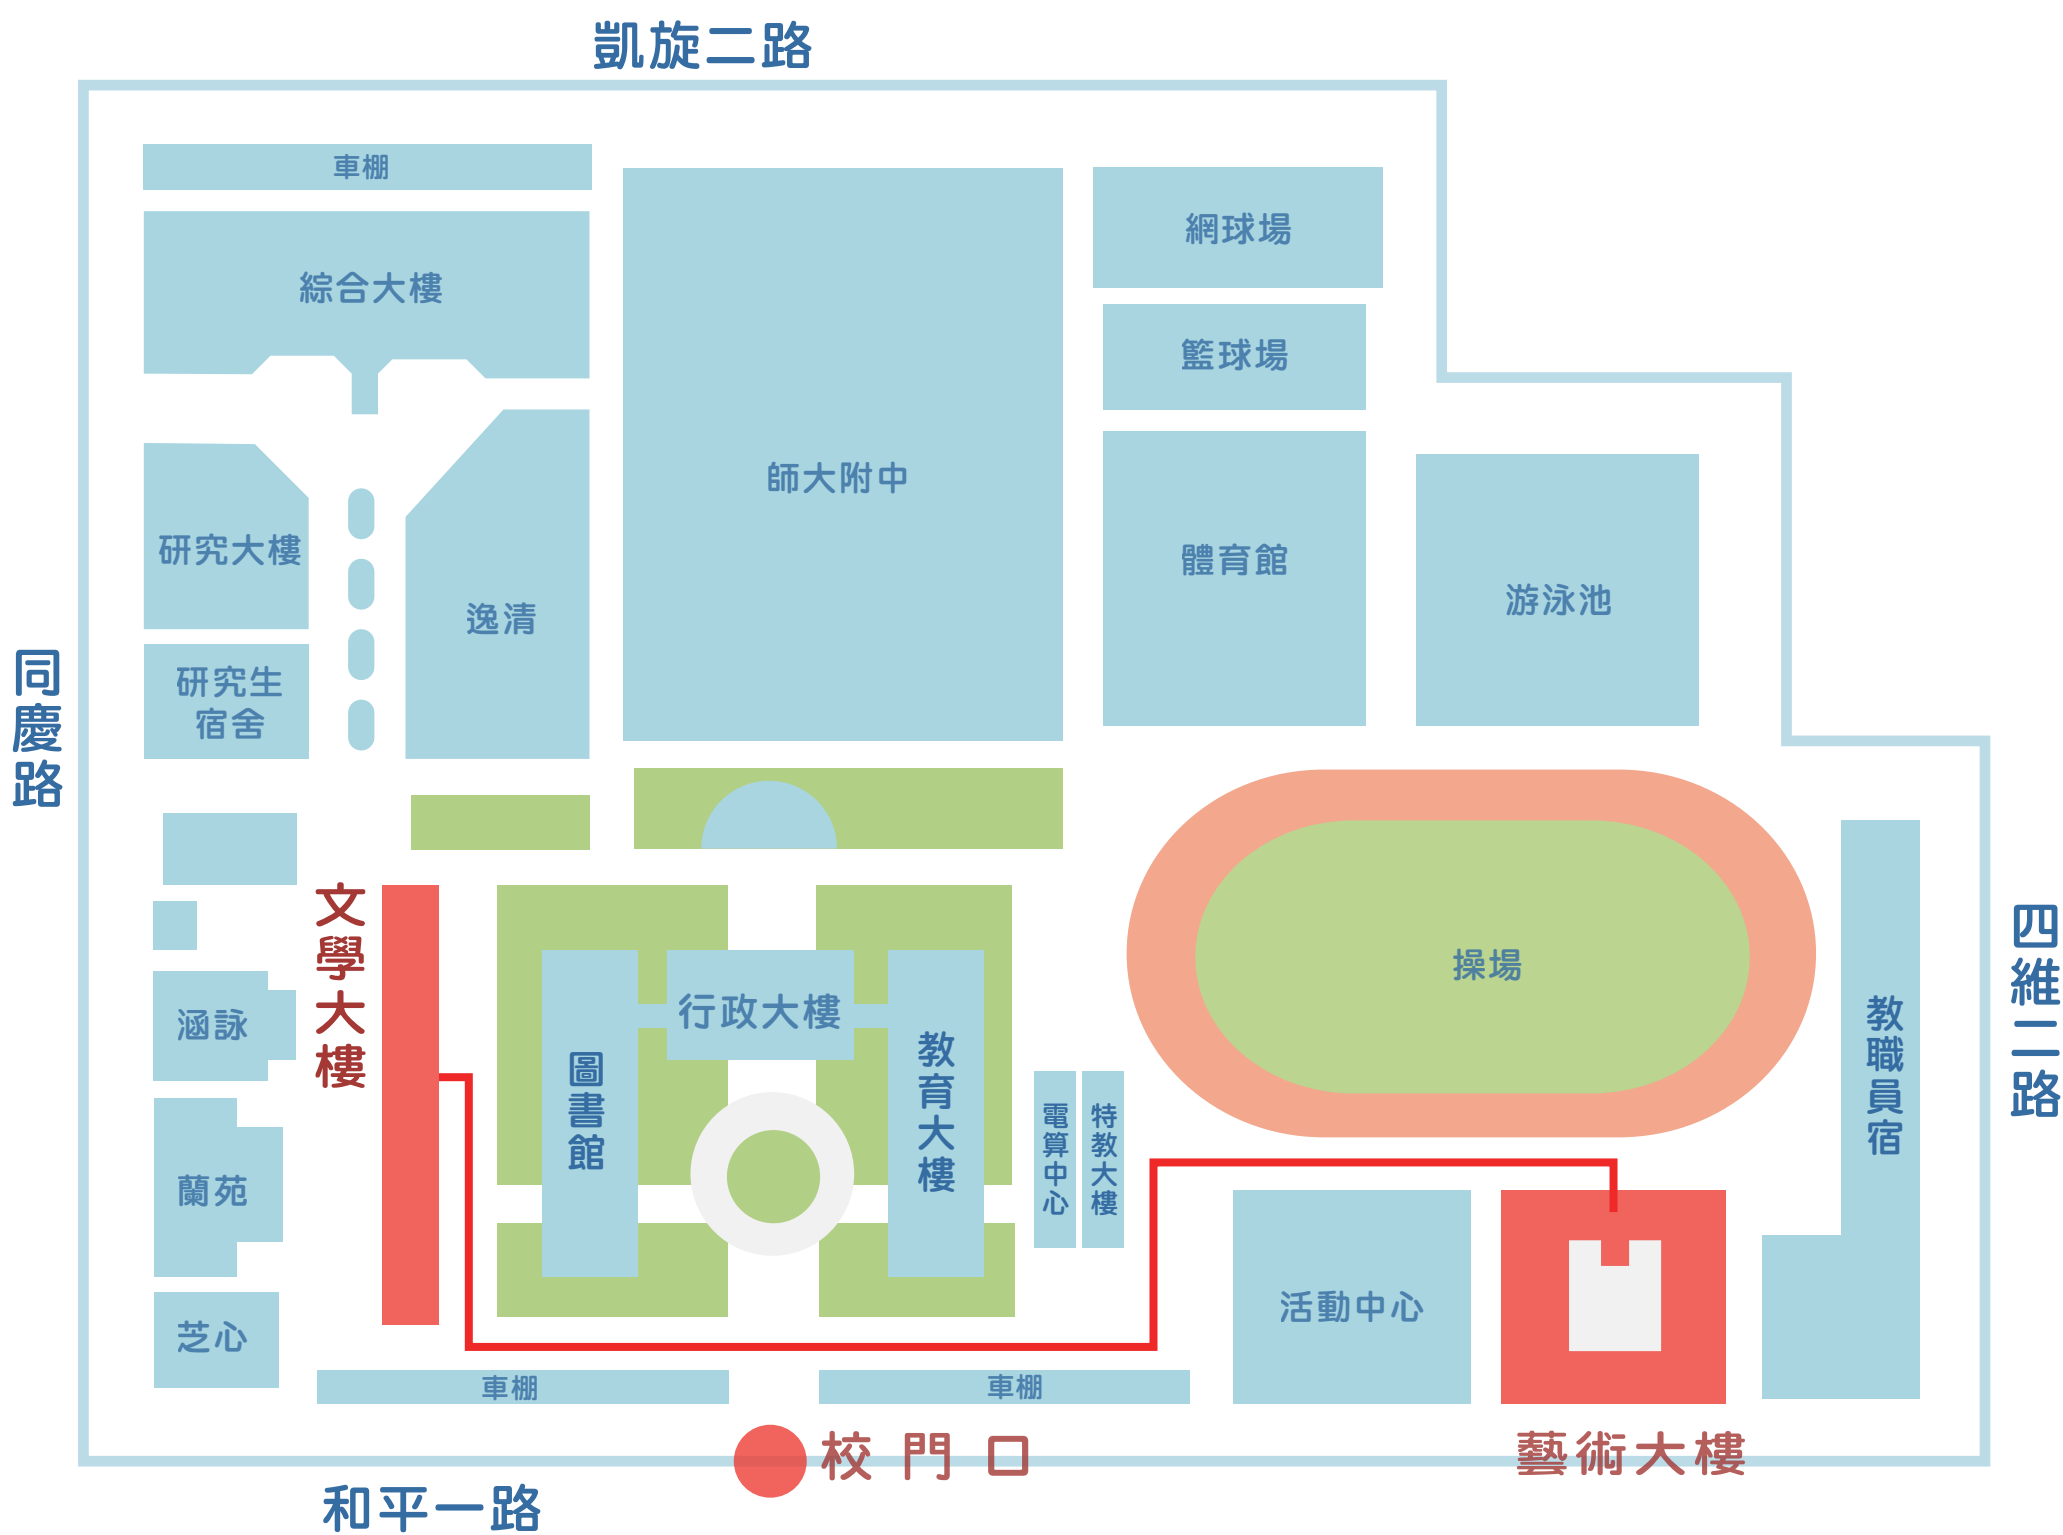 凱旋二路
車棚
綜合大樓
網球場
籃球場
師大附中
研究大樓
體育館
游泳池
逸清
研究生
宿舍
同慶路
文學大樓
四維二路
操場
教職員宿
涵詠
行政大樓
圖書館
教育大樓
電算中心
特教大樓
蘭苑
芝心
活動中心
車棚
車棚
校門口
藝術大樓
和平一路